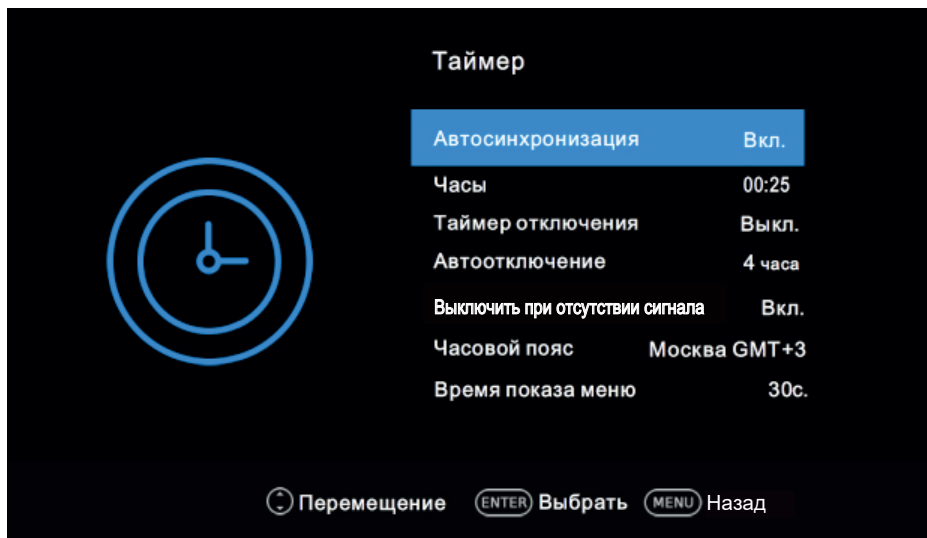 Таймер
Автосинхронизация Вкл.
Часы 00:25
Таймер отключения Выкл.
Автоотключение 4 часа
Выключить при отсутствии сигнала Вкл.
Часовой пояс Москва GMT+3
Время показа меню 30с.
Перемещение ENTER Выбрать MENU Назад